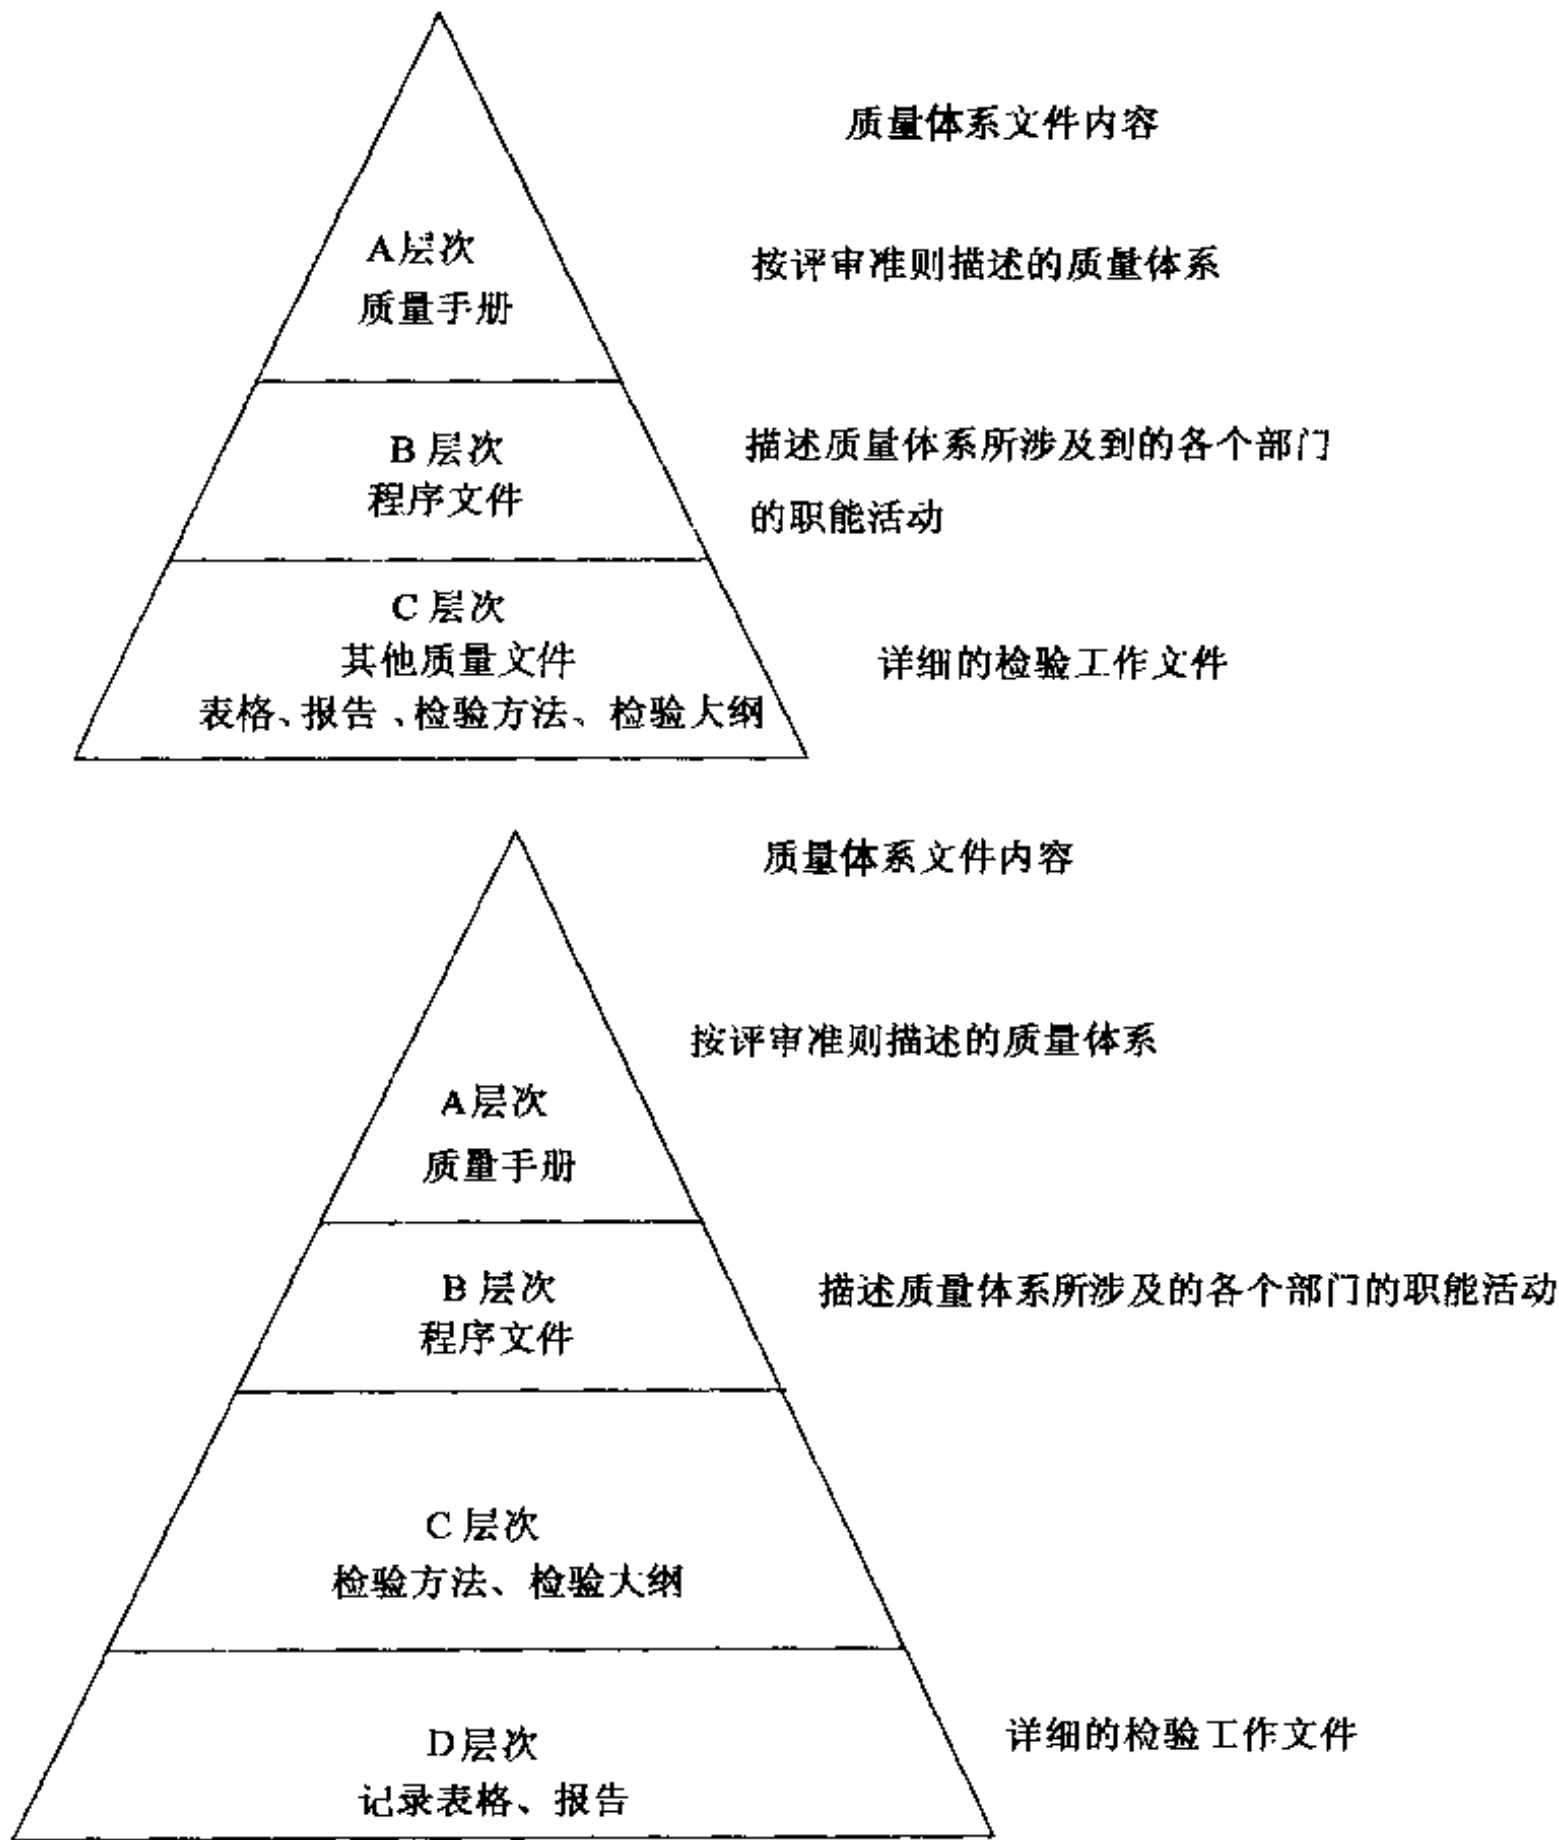 质量体系文件内容
A层次
质量手册
按评审准则描述的质量体系
B 层次
程序文件
描述质量体系所涉及到的各个部门
的职能活动
C 层次
其他质量文件
表格、报告、检验方法、检验大纲
详细的检验工作文件
质量体系文件内容
按评审准则描述的质量体系
A层次
质量手册
B 层次
程序文件
描述质量体系所涉及的各个部门的职能活动
C 层次
检验方法、检验大纲
D层次
记录表格、报告
详细的检验工作文件